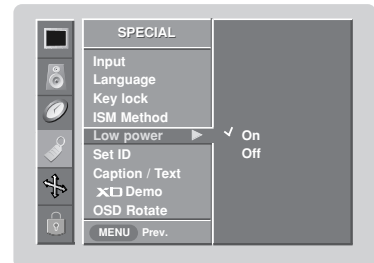 SPECIAL
Input
Language
Key lock
ISM Method
Low power ► ✓ On
Set ID Off
Caption / Text
XD Demo
OSD Rotate
MENU Prev.